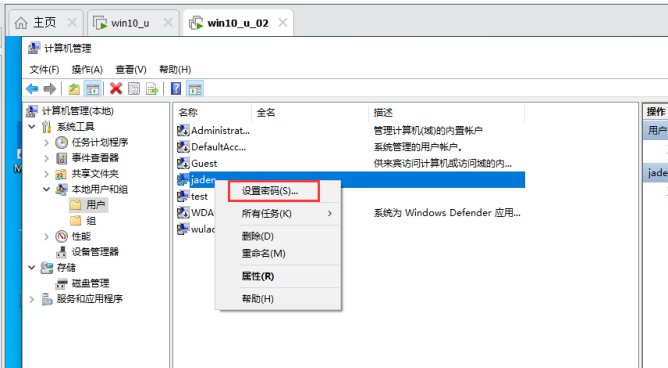 主页 win10_u win10_u_02
计算机管理
文件(F) 操作(A) 查看(V) 帮助(H)
计算机管理(本地)
系统工具
任务计划程序
事件查看器
共享文件夹
本地用户和组
用户
组
性能
设备管理器
存储
磁盘管理
服务和应用程序
名称 全名 描述
Administrat... 管理计算机(域)的内置帐户
DefaultAcc... 系统管理的用户帐户。
Guest 供来宾访问计算机或访问域的内...
jaden
test
WDA 系统为 Windows Defender 应用...
wulac
设置密码(S)...
所有任务(K)
删除(D)
重命名(M)
属性(R)
帮助(H)
操作
用户
jade